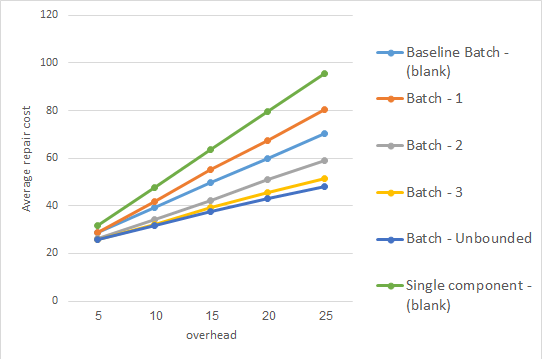 120
100
80
60
40
20
0
Average repair cost
5 10 15 20 25
overhead
Baseline Batch -
(blank)
Batch - 1
Batch - 2
Batch - 3
Batch - Unbounded
Single component -
(blank)